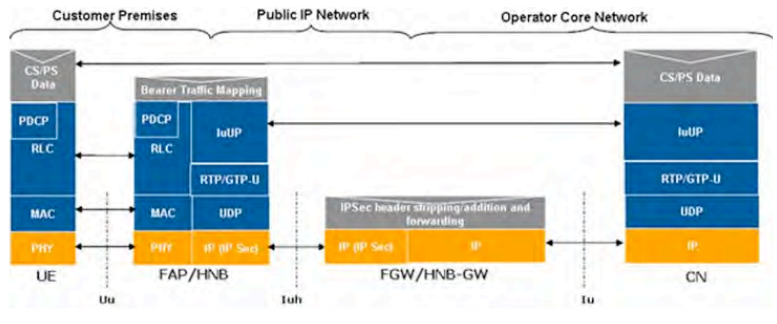 Customer Premises
Public IP Network
Operator Core Network
CS/PS
Data
Bearer Traffic Mapping
CS/PS Data
PDCP
RLC
PDCP
RLC
IuUP
IuUP
RTP/GTP-U
RTP/GTP-U
MAC
MAC
UDP
IPSec header stripping/addition and
forwarding
UDP
PHY
PHY
IP (IP Sec)
IP (IP Sec)
IP
IP
UE
FAP/HNB
FGW/HNB-GW
CN
Uu
Iuh
Iu